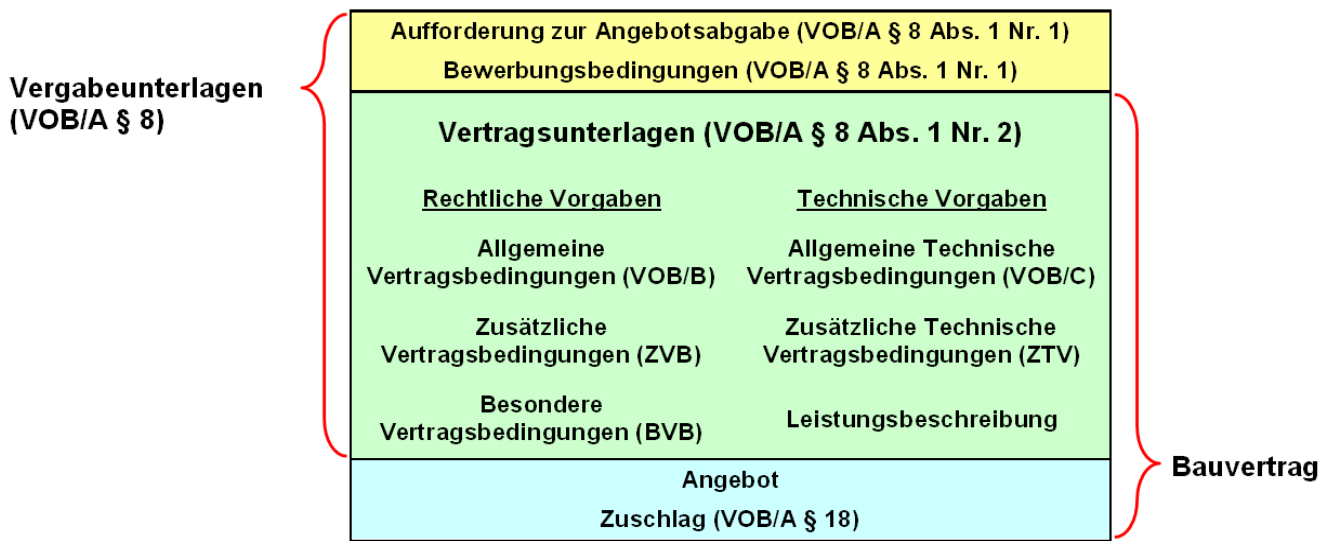 Aufforderung zur Angebotsabgabe (VOB/A § 8 Abs. 1 Nr. 1)
Bewerbungsbedingungen (VOB/A § 8 Abs. 1 Nr. 1)
Vergabeunterlagen
(VOB/A § 8)
Vertragsunterlagen (VOB/A § 8 Abs. 1 Nr. 2)
Rechtliche Vorgaben
Allgemeine
Vertragsbedingungen (VOB/B)
Zusätzliche
Vertragsbedingungen (ZVB)
Besondere
Vertragsbedingungen (BVB)
Technische Vorgaben
Allgemeine Technische
Vertragsbedingungen (VOB/C)
Zusätzliche Technische
Vertragsbedingungen (ZTV)
Leistungsbeschreibung
Angebot
Zuschlag (VOB/A § 18)
Bauvertrag